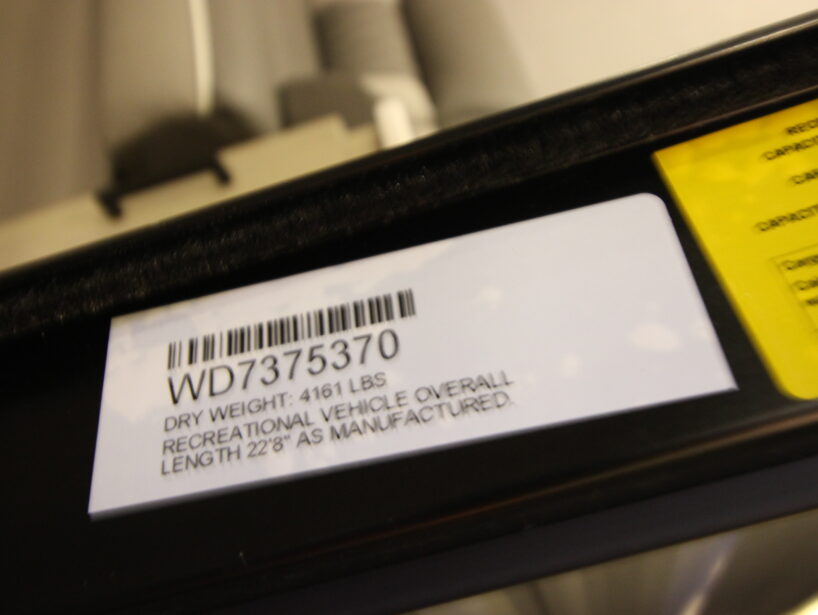 WD7375370
DRY WEIGHT: 4161 LBS
RECREATIONAL VEHICLE OVERALL
LENGTH 22'8" AS MANUFACTURED.